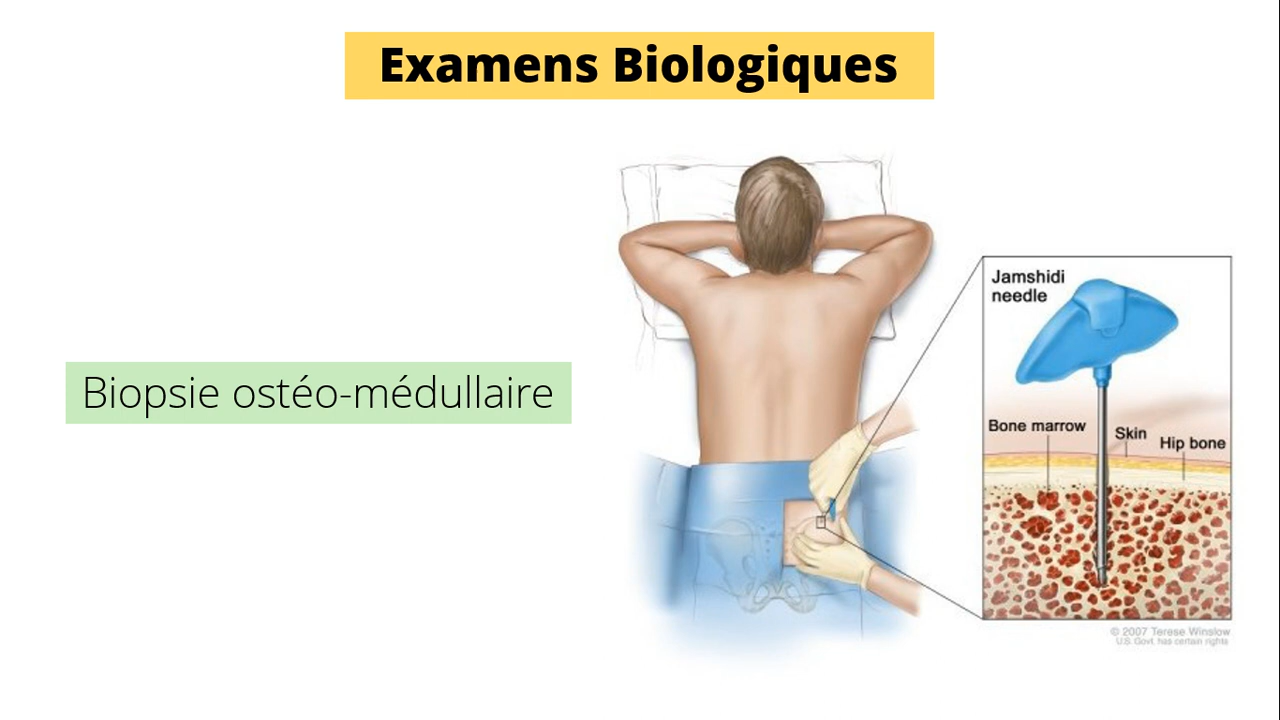 Examens Biologiques
Biopsie ostéo-médullaire
Jamshidi
needle
Bone marrow
Skin
Hip bone
© 2007 Terese Winslow
U.S. Govt. has certain rights